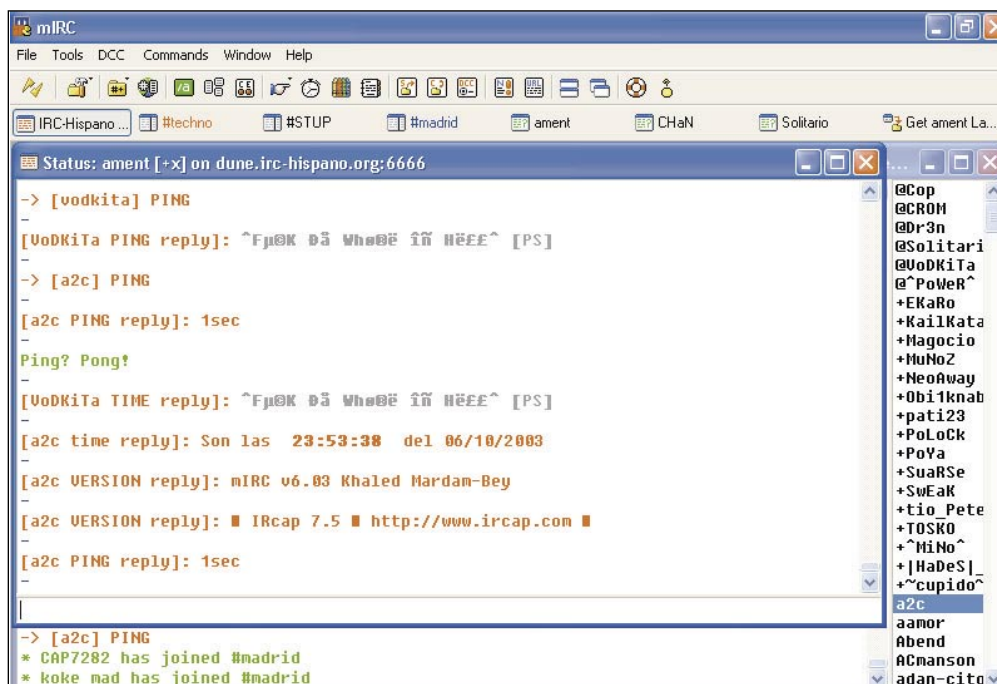 mIRC
File Tools DCC Commands Window Help
IRC-Hispano ... #techno #STUP #madrid ament CHaN Solitario Get ament La...
Status: ament [+x] on dune.irc-hispano.org:6666
-> [vodkita] PING
-
[VoDKiTa PING reply]: ^Fµ®K Ðå Whø®ë îñ Hë££^ [PS]
-
-> [a2c] PING
-
[a2c PING reply]: 1sec
-
Ping? Pong!
-
[VoDKiTa TIME reply]: ^Fµ®K Ðå Whø®ë îñ Hë££^ [PS]
-
[a2c time reply]: Son las 23:53:38 del 06/10/2003
-
[a2c VERSION reply]: mIRC v6.03 Khaled Mardam-Bey
-
[a2c VERSION reply]: ∎ IRcap 7.5 ∎ http://www.ircap.com ∎
-
[a2c PING reply]: 1sec
-
-> [a2c] PING
* CAP7282 has joined #madrid
* koke_mad has joined #madrid
@Cop
@CROM
@Dr3n
@Solitari
@VoDKiTa
@^PoWeR^
+EKaRo
+KailKata
+Magocio
+MuNoZ
+NeoAway
+Obi1knab
+pati23
+PoLoCk
+PoYa
+SuaRSe
+SwEaK
+tio_Pete
+TOSKO
+^MiNo^
+|HaDeS|_
+~cupido^
a2c
aamor
Abend
ACmanson
adan-cito